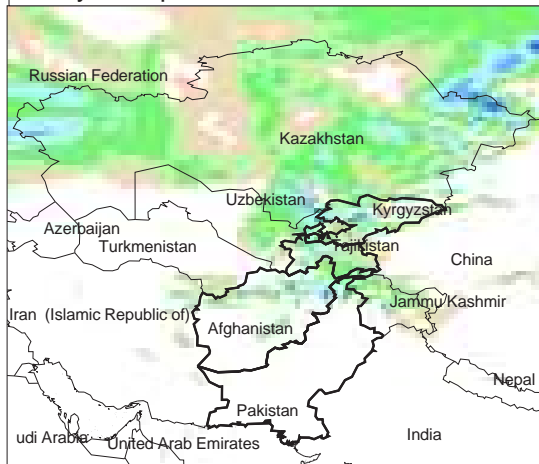 Russian Federation
Kazakhstan
Uzbekistan
Kyrgyzstan
Azerbaijan
Turkmenistan
Tajikistan
China
Iran (Islamic Republic of)
Jammu Kashmir
Afghanistan
Nepal
Pakistan
udi Arabia
United Arab Emirates
India